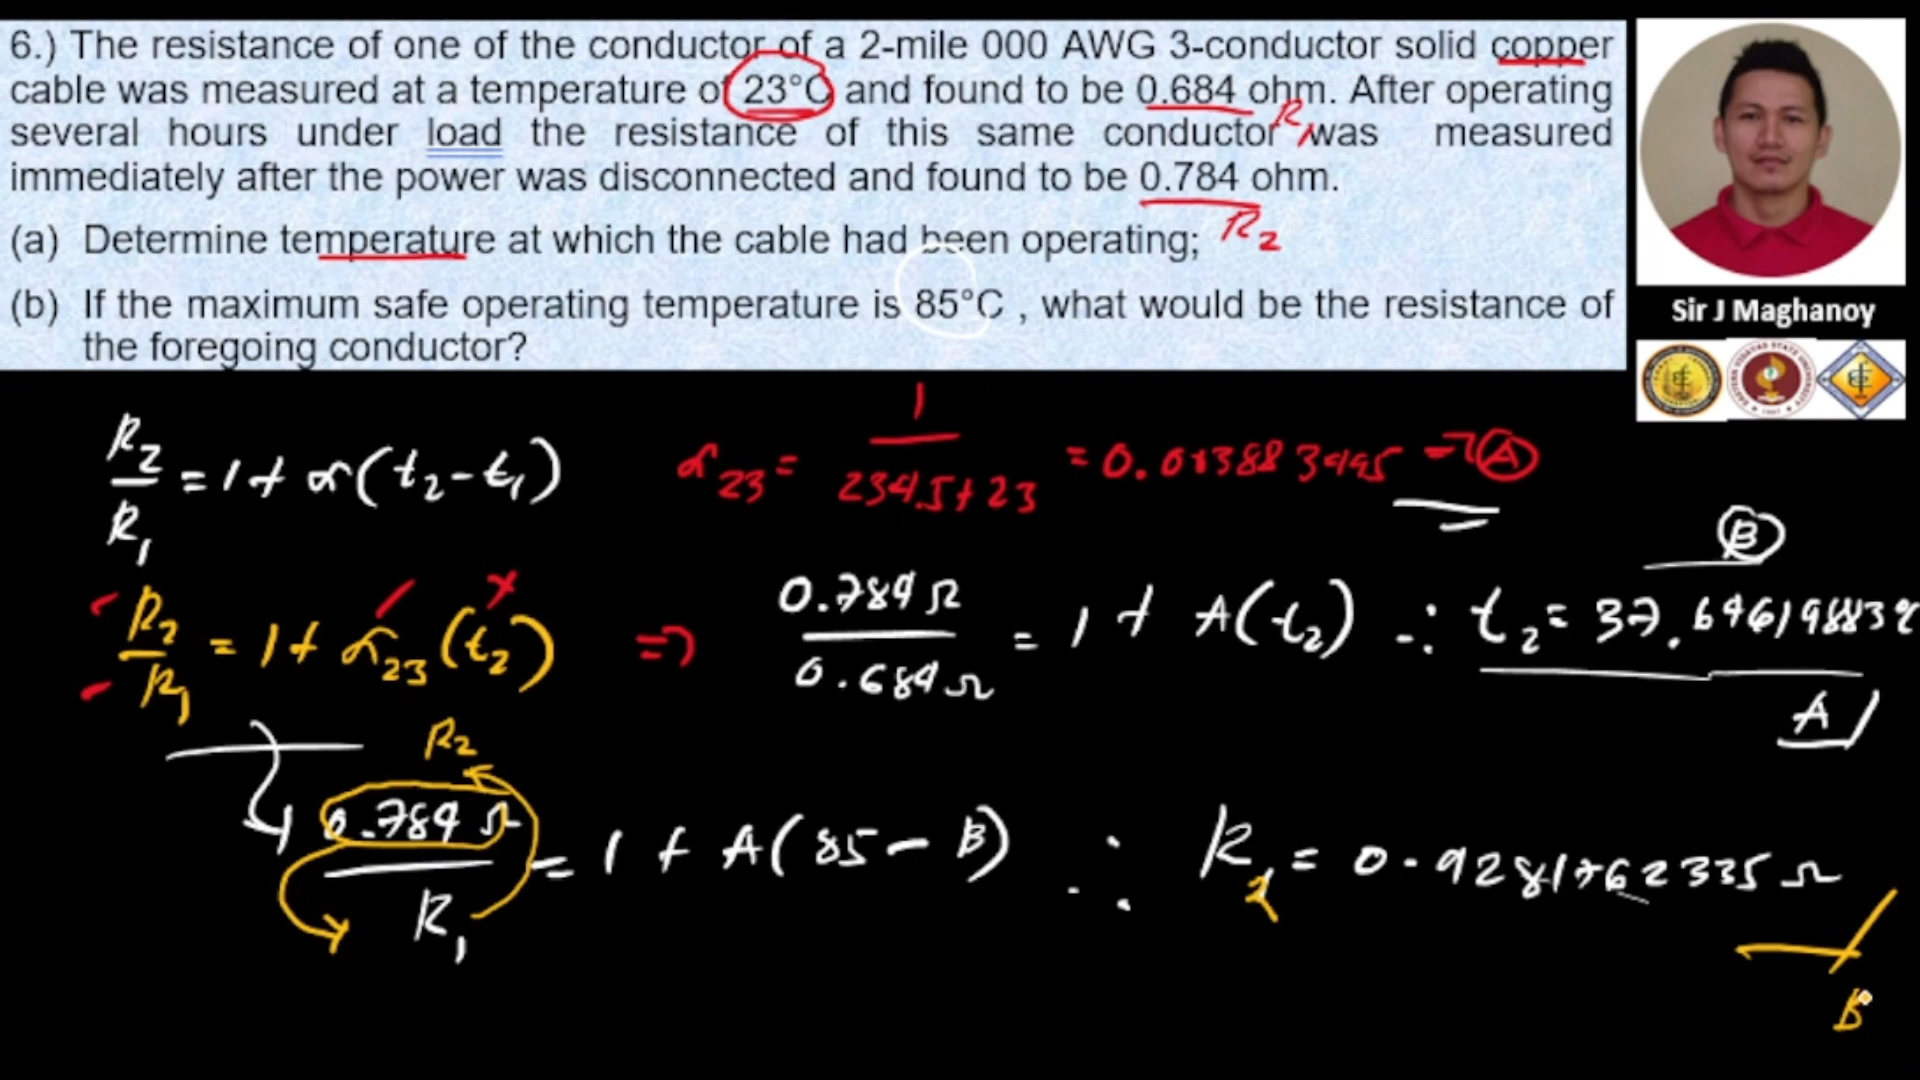 6.) The resistance of one of the conductor of a 2-mile 000 AWG 3-conductor solid copper
cable was measured at a temperature of 23°C and found to be 0.684 ohm. After operating
several hours under load the resistance of this same conductor was measured
R₁
immediately after the power was disconnected and found to be 0.784 ohm.
R₂
(a) Determine temperature at which the cable had been operating;
(b) If the maximum safe operating temperature is 85°C , what would be the resistance of
the foregoing conductor?
Sir J Maghanoy
R₂/R₁ = 1 + α(t₂-t₁)
α₂₃ = 1/(234.5+23) = 0.003883495 → A
R₂/R₁ = 1 + α₂₃(t₂) ⇒ 0.784Ω/0.684Ω = 1 + A(t₂) ∴ t₂ = 37.64619883°C
B
A
R₂
0.784Ω/R₁ = 1 + A(85-B) ∴ R₂ = 0.9281762335Ω
B